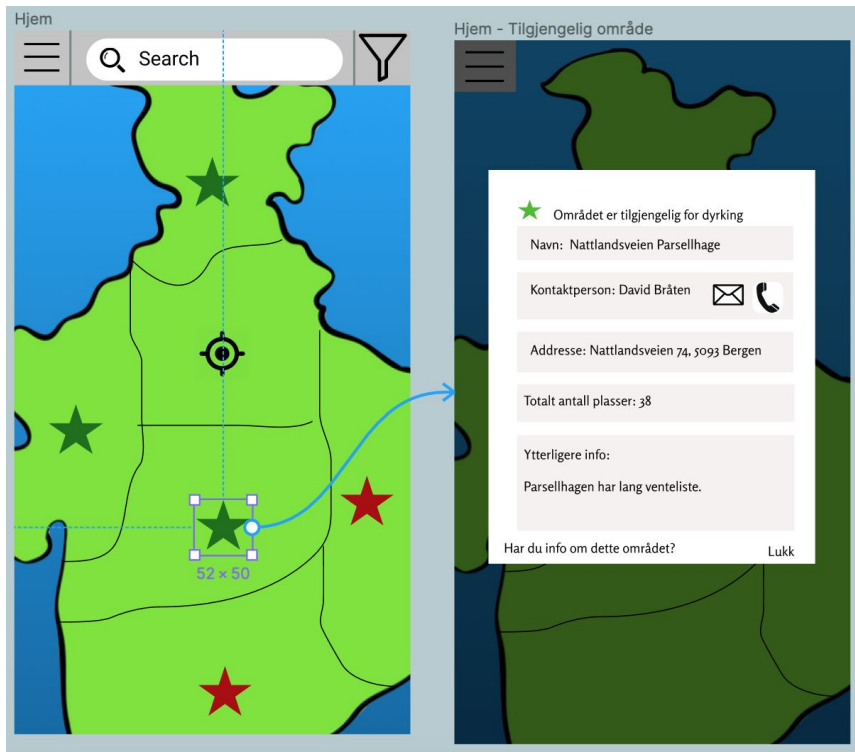 Hjem
Search
52 × 50
Hjem - Tilgjengelig område
Området er tilgjengelig for dyrking
Navn: Nattlandsveien Parsellhage
Kontaktperson: David Bråten
Addresse: Nattlandsveien 74, 5093 Bergen
Totalt antall plasser: 38
Ytterligere info:
Parsellhagen har lang venteliste.
Har du info om dette området?
Lukk